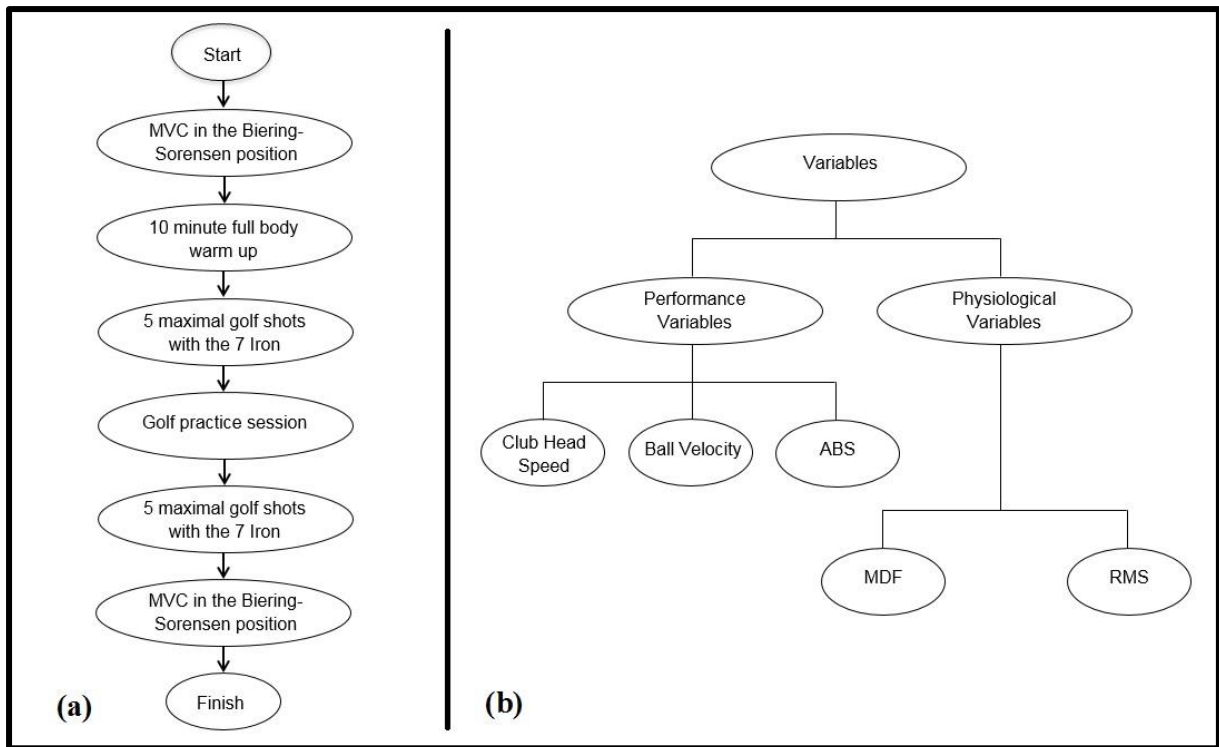 Start
MVC in the Biering-
Sorensen position
10 minute full body
warm up
5 maximal golf shots
with the 7 Iron
Golf practice session
5 maximal golf shots
with the 7 Iron
MVC in the Biering-
Sorensen position
Finish
(a)
Variables
Performance
Variables
Physiological
Variables
Club Head
Speed
Ball Velocity
ABS
MDF
RMS
(b)